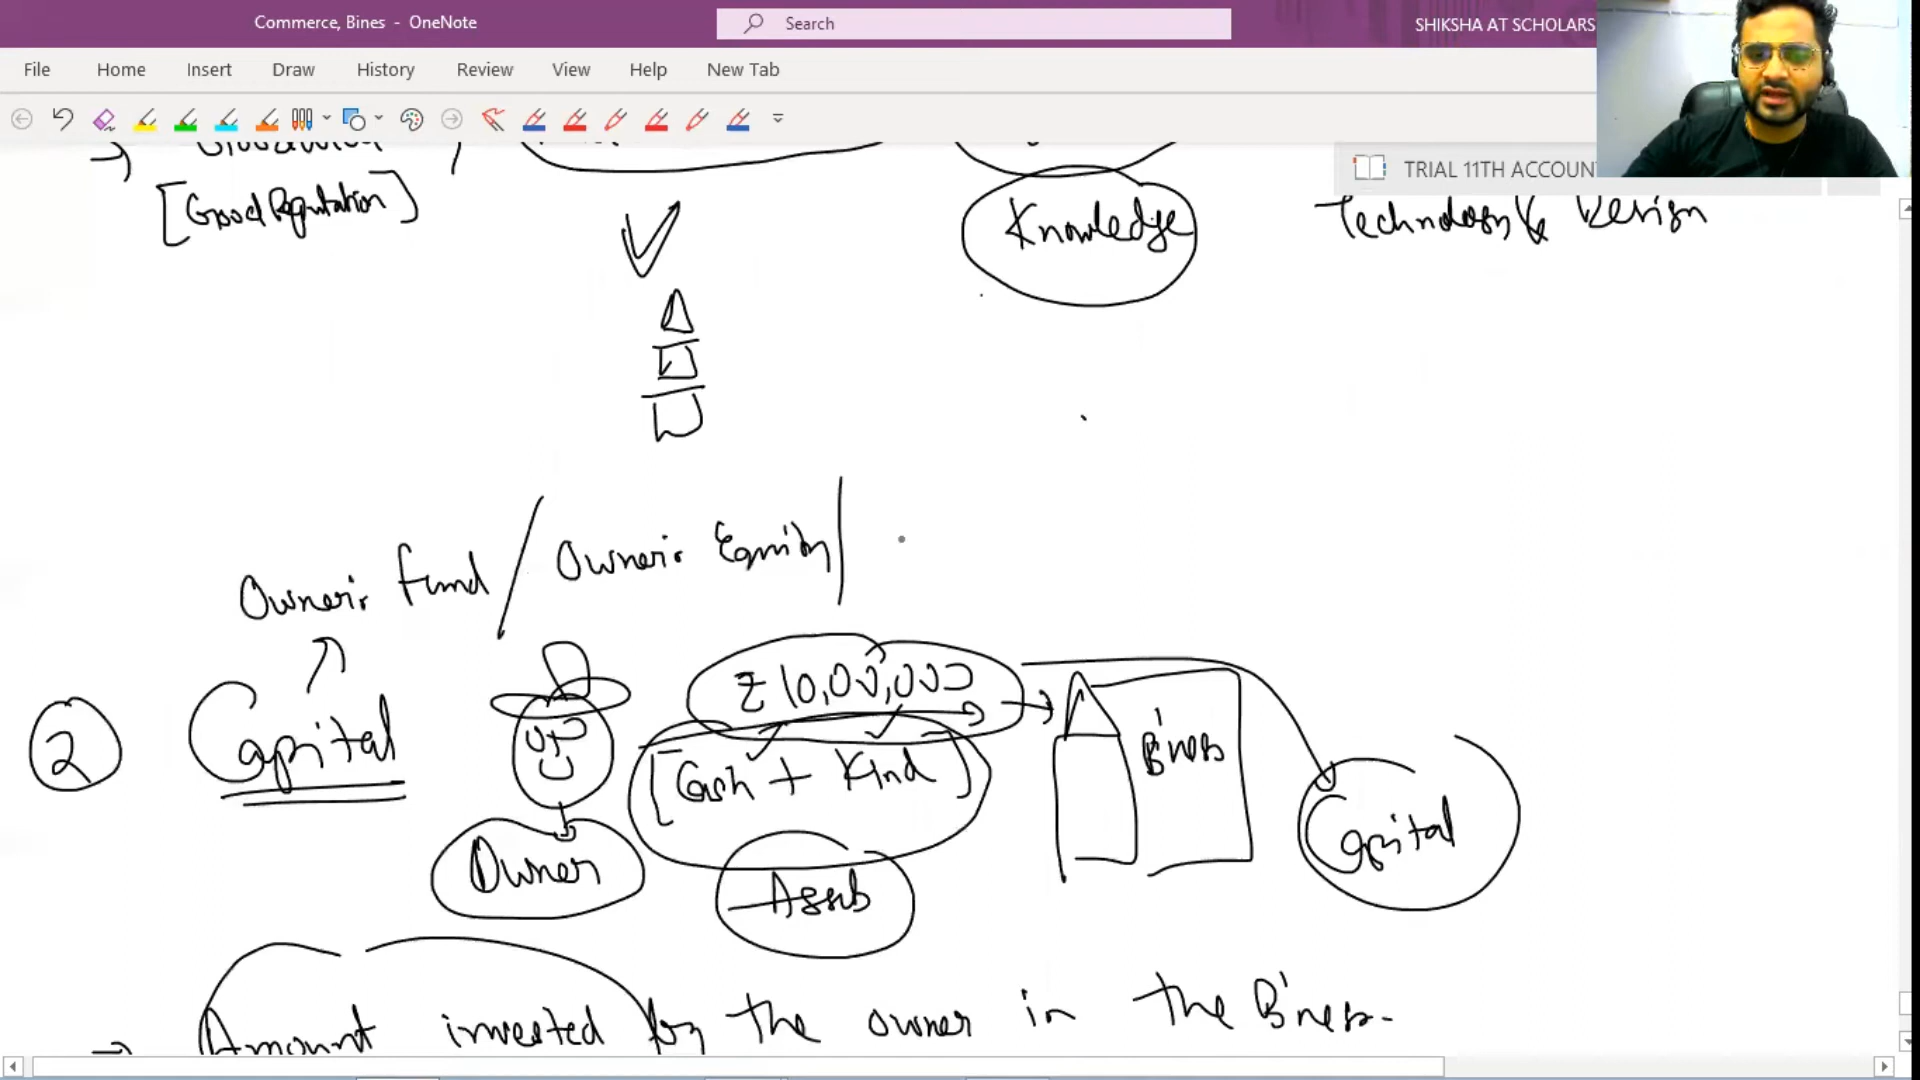 Commerce, Bines - OneNote
Search
SHIKSHA AT SCHOLARS
File Home Insert Draw History Review View Help New Tab
TRIAL 11TH ACCOUN
[Good Reputation]
Knowledge
Technology & Design
Owner's fund / Owner's Equity |
2 Capital
₹10,00,000
[Cash + Kind]
B'ness
Capital
Owner
Assets
Amount invested by the owner in the B'ness.